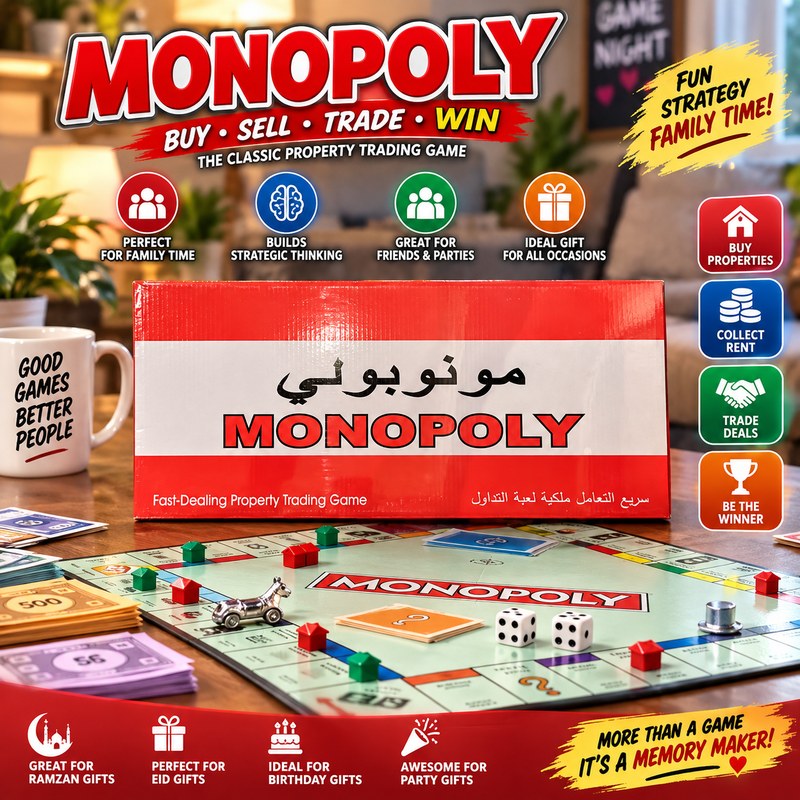 GAME
NIGHT
MONOPOLY
BUY • SELL • TRADE • WIN
THE CLASSIC PROPERTY TRADING GAME
FUN
STRATEGY
FAMILY TIME!
PERFECT
FOR FAMILY TIME
BUILDS
STRATEGIC THINKING
GREAT FOR
FRIENDS & PARTIES
IDEAL GIFT
FOR ALL OCCASIONS
BUY
PROPERTIES
COLLECT
RENT
TRADE
DEALS
BE THE
WINNER
GOOD
GAMES
BETTER
PEOPLE
مونوبولي
MONOPOLY
Fast-Dealing Property Trading Game
سريع التعامل ملكية لعبة التداول
MONOPOLY
500
56
?
GREAT FOR
RAMZAN GIFTS
PERFECT FOR
EID GIFTS
IDEAL FOR
BIRTHDAY GIFTS
AWESOME FOR
PARTY GIFTS
MORE THAN A GAME
IT'S A MEMORY MAKER!